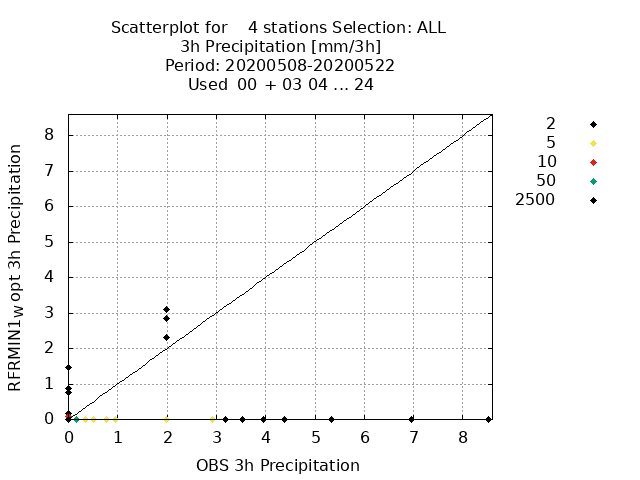 Scatterplot for 4 stations Selection: ALL
3h Precipitation [mm/3h]
Period: 20200508-20200522
Used 00 + 03 04 ... 24
2
5
10
50
2500
8
7
6
5
4
3
2
1
0
RFRMIN1wopt 3h Precipitation
0 1 2 3 4 5 6 7 8
OBS 3h Precipitation